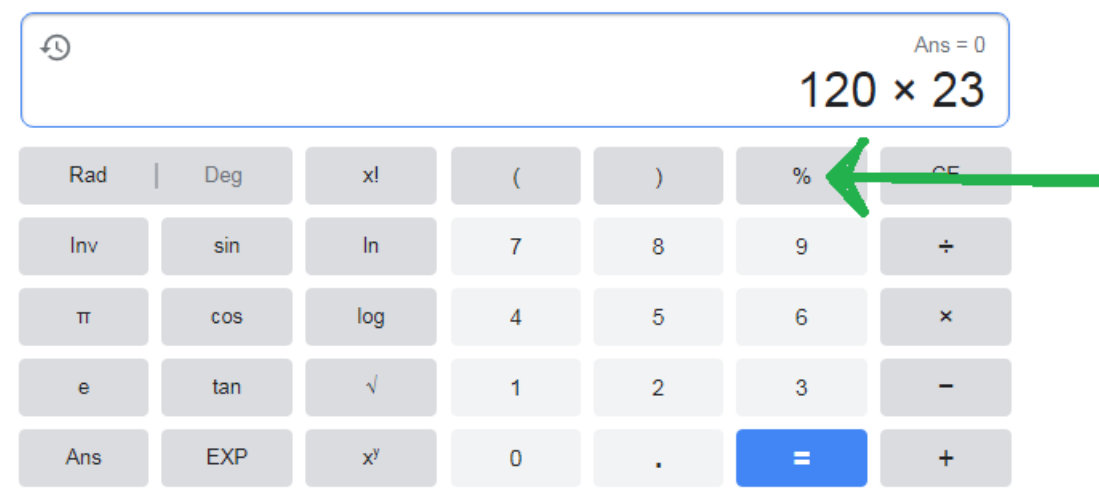 Ans = 0
120 × 23
Rad | Deg x! ( ) % CE
Inv sin ln 7 8 9 ÷
π cos log 4 5 6 ×
e tan √ 1 2 3 −
Ans EXP xʸ 0 . = +